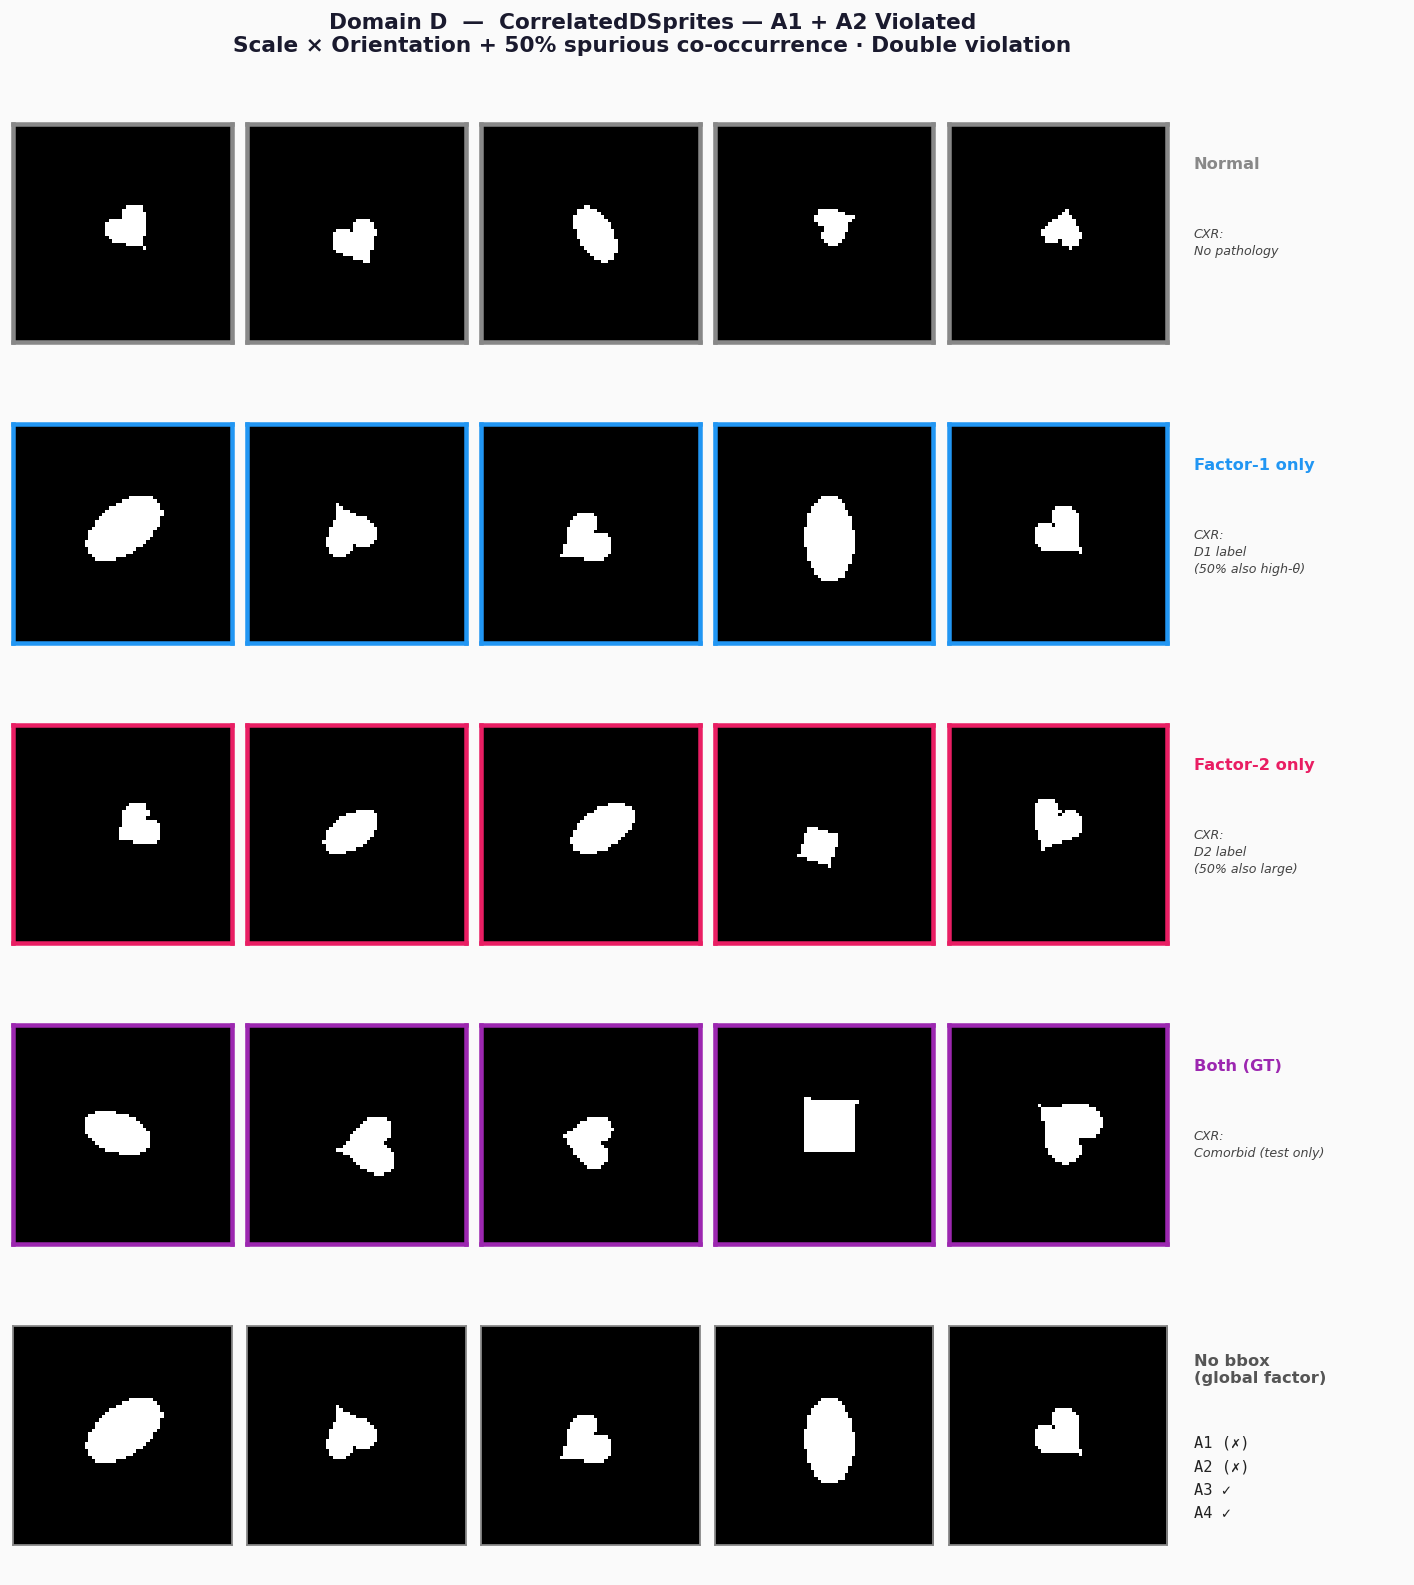 Domain D — CorrelatedDSprites — A1 + A2 Violated
Scale × Orientation + 50% spurious co-occurrence · Double violation
Normal
CXR:
No pathology
Factor-1 only
CXR:
D1 label
(50% also high-θ)
Factor-2 only
CXR:
D2 label
(50% also large)
Both (GT)
CXR:
Comorbid (test only)
No bbox
(global factor)
A1 (✗)
A2 (✗)
A3 ✓
A4 ✓